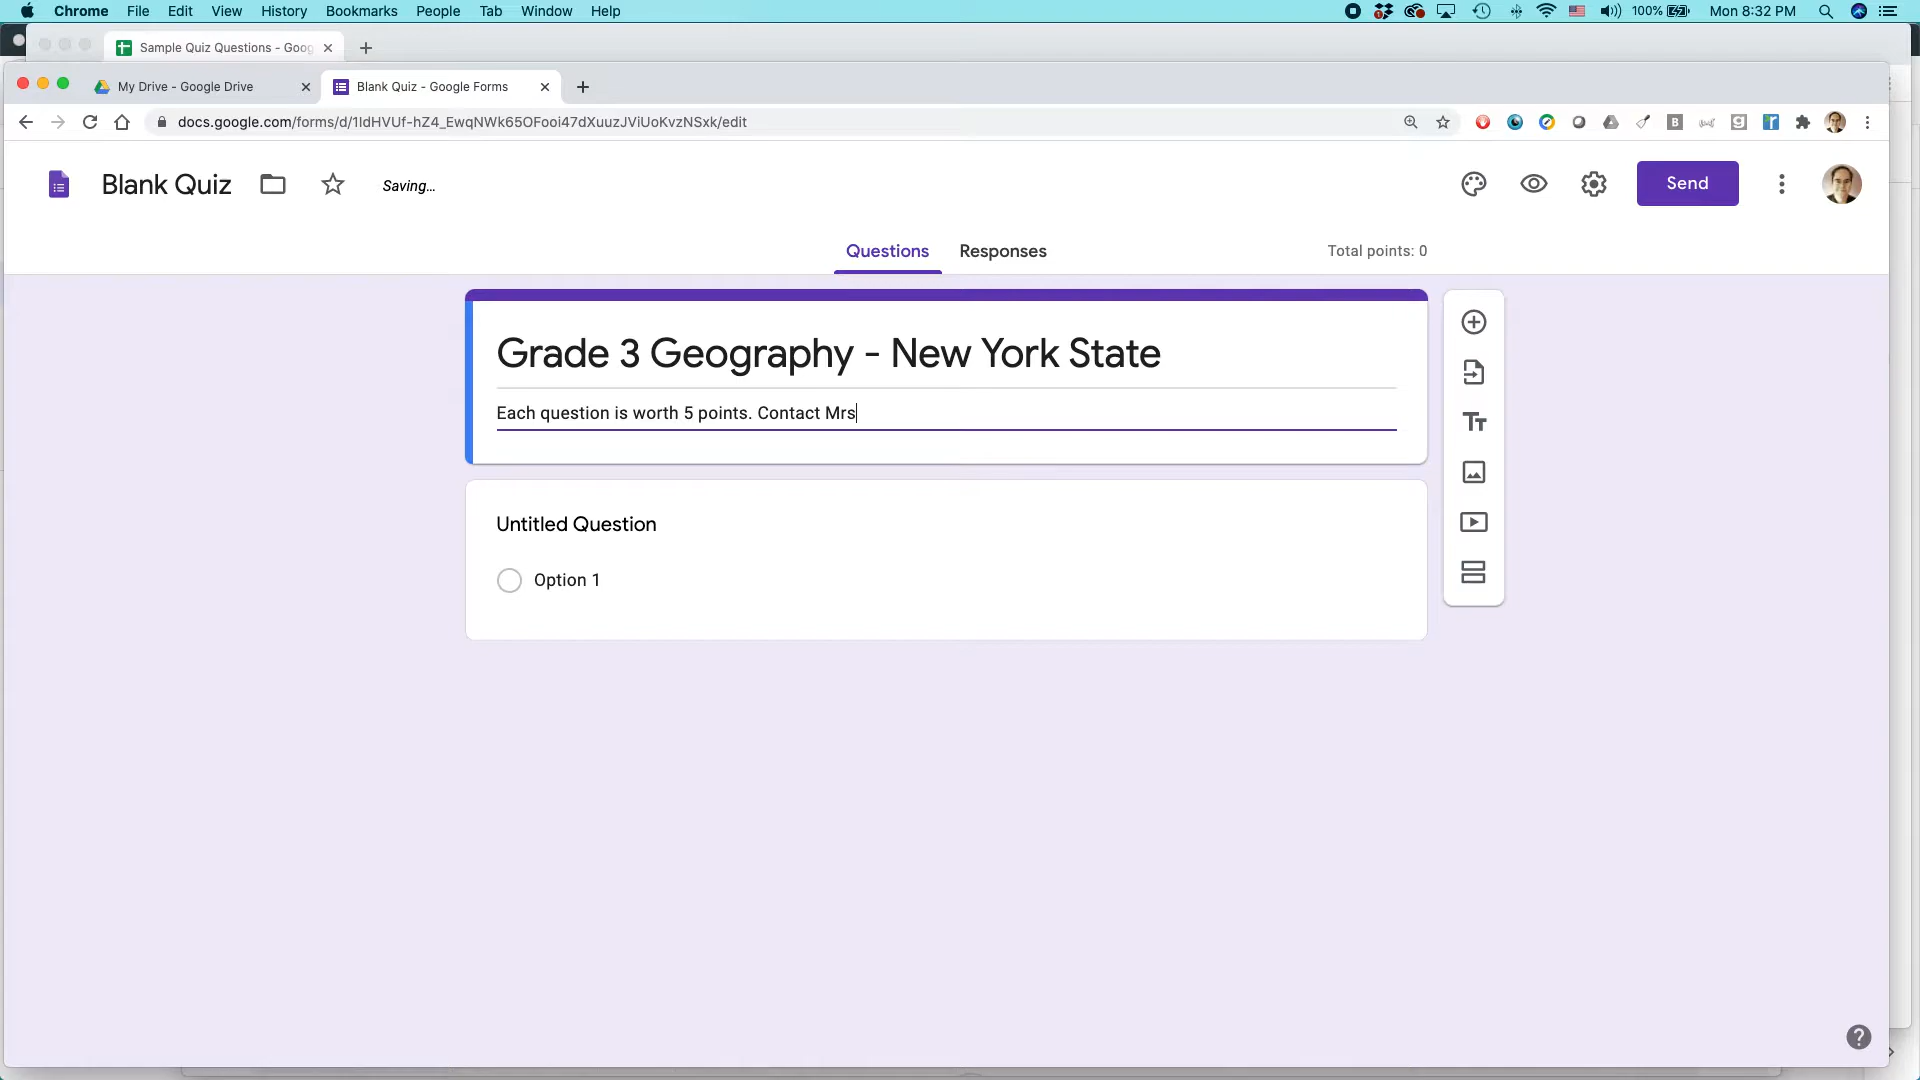 Chrome File Edit View History Bookmarks People Tab Window Help 100% Mon 8:32 PM
Sample Quiz Questions - Goog
My Drive - Google Drive Blank Quiz - Google Forms
docs.google.com/forms/d/1IdHVUf-hZ4_EwqNWk65OFooi47dXuuzJViUoKvzNSxk/edit
Blank Quiz Saving... Send
Questions Responses Total points: 0
Grade 3 Geography - New York State
Each question is worth 5 points. Contact Mrs
Tr
Untitled Question
Option 1